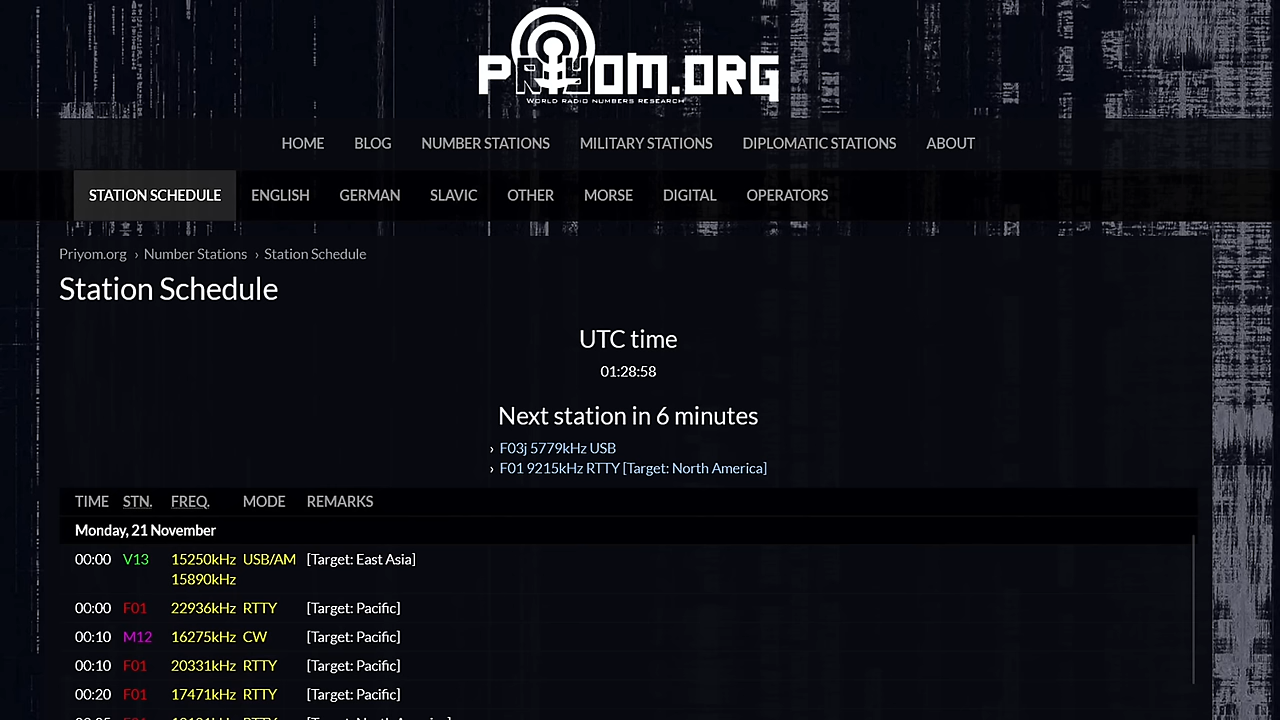 PRIYOM.ORG
WORLD RADIO NUMBERS RESEARCH
HOME BLOG NUMBER STATIONS MILITARY STATIONS DIPLOMATIC STATIONS ABOUT
STATION SCHEDULE ENGLISH GERMAN SLAVIC OTHER MORSE DIGITAL OPERATORS
Priyom.org › Number Stations › Station Schedule
Station Schedule
UTC time
01:28:58
Next station in 6 minutes
› F03j 5779kHz USB
› F01 9215kHz RTTY [Target: North America]
TIME STN. FREQ. MODE REMARKS
Monday, 21 November
00:00 V13 15250kHz USB/AM [Target: East Asia]
15890kHz
00:00 F01 22936kHz RTTY [Target: Pacific]
00:10 M12 16275kHz CW [Target: Pacific]
00:10 F01 20331kHz RTTY [Target: Pacific]
00:20 F01 17471kHz RTTY [Target: Pacific]